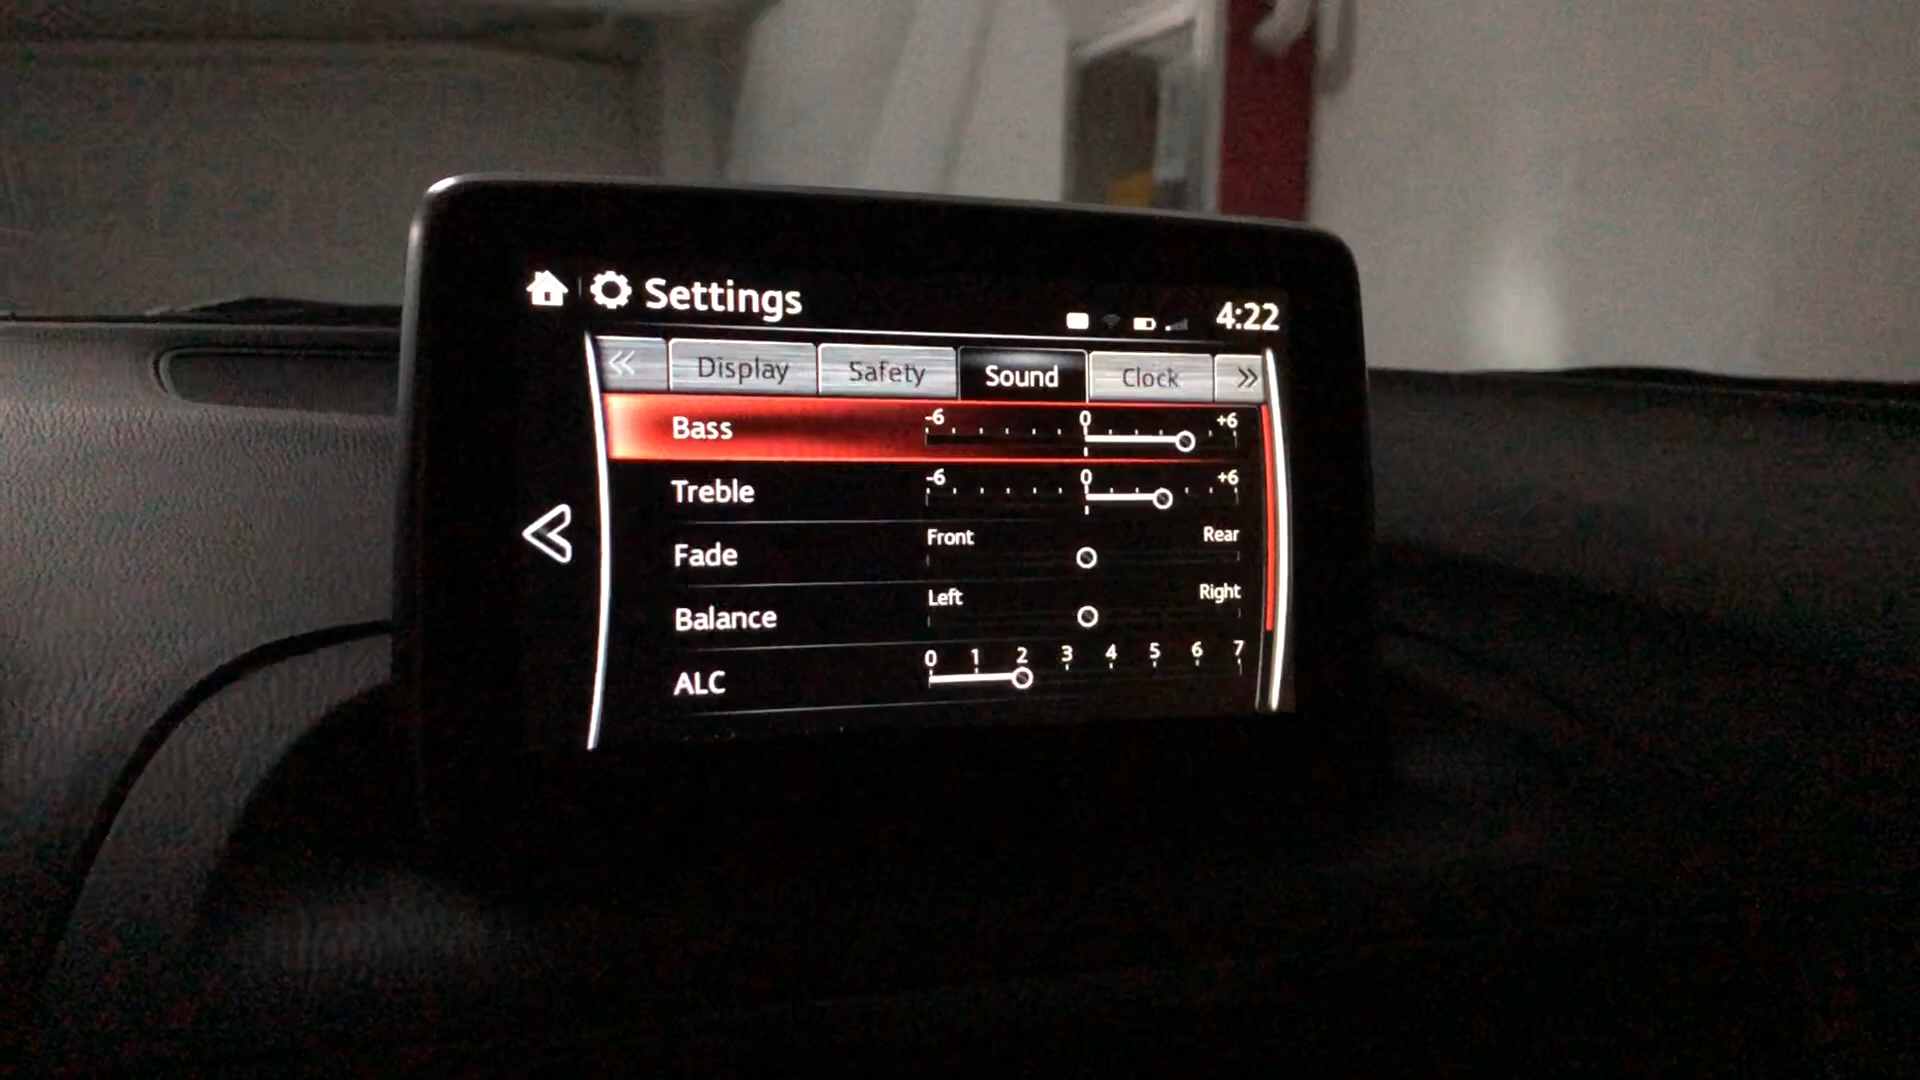 Settings
4:22
Display Safety Sound Clock
Bass -6 0 +6
Treble -6 0 +6
Fade Front Rear
Balance Left Right
ALC 0 1 2 3 4 5 6 7